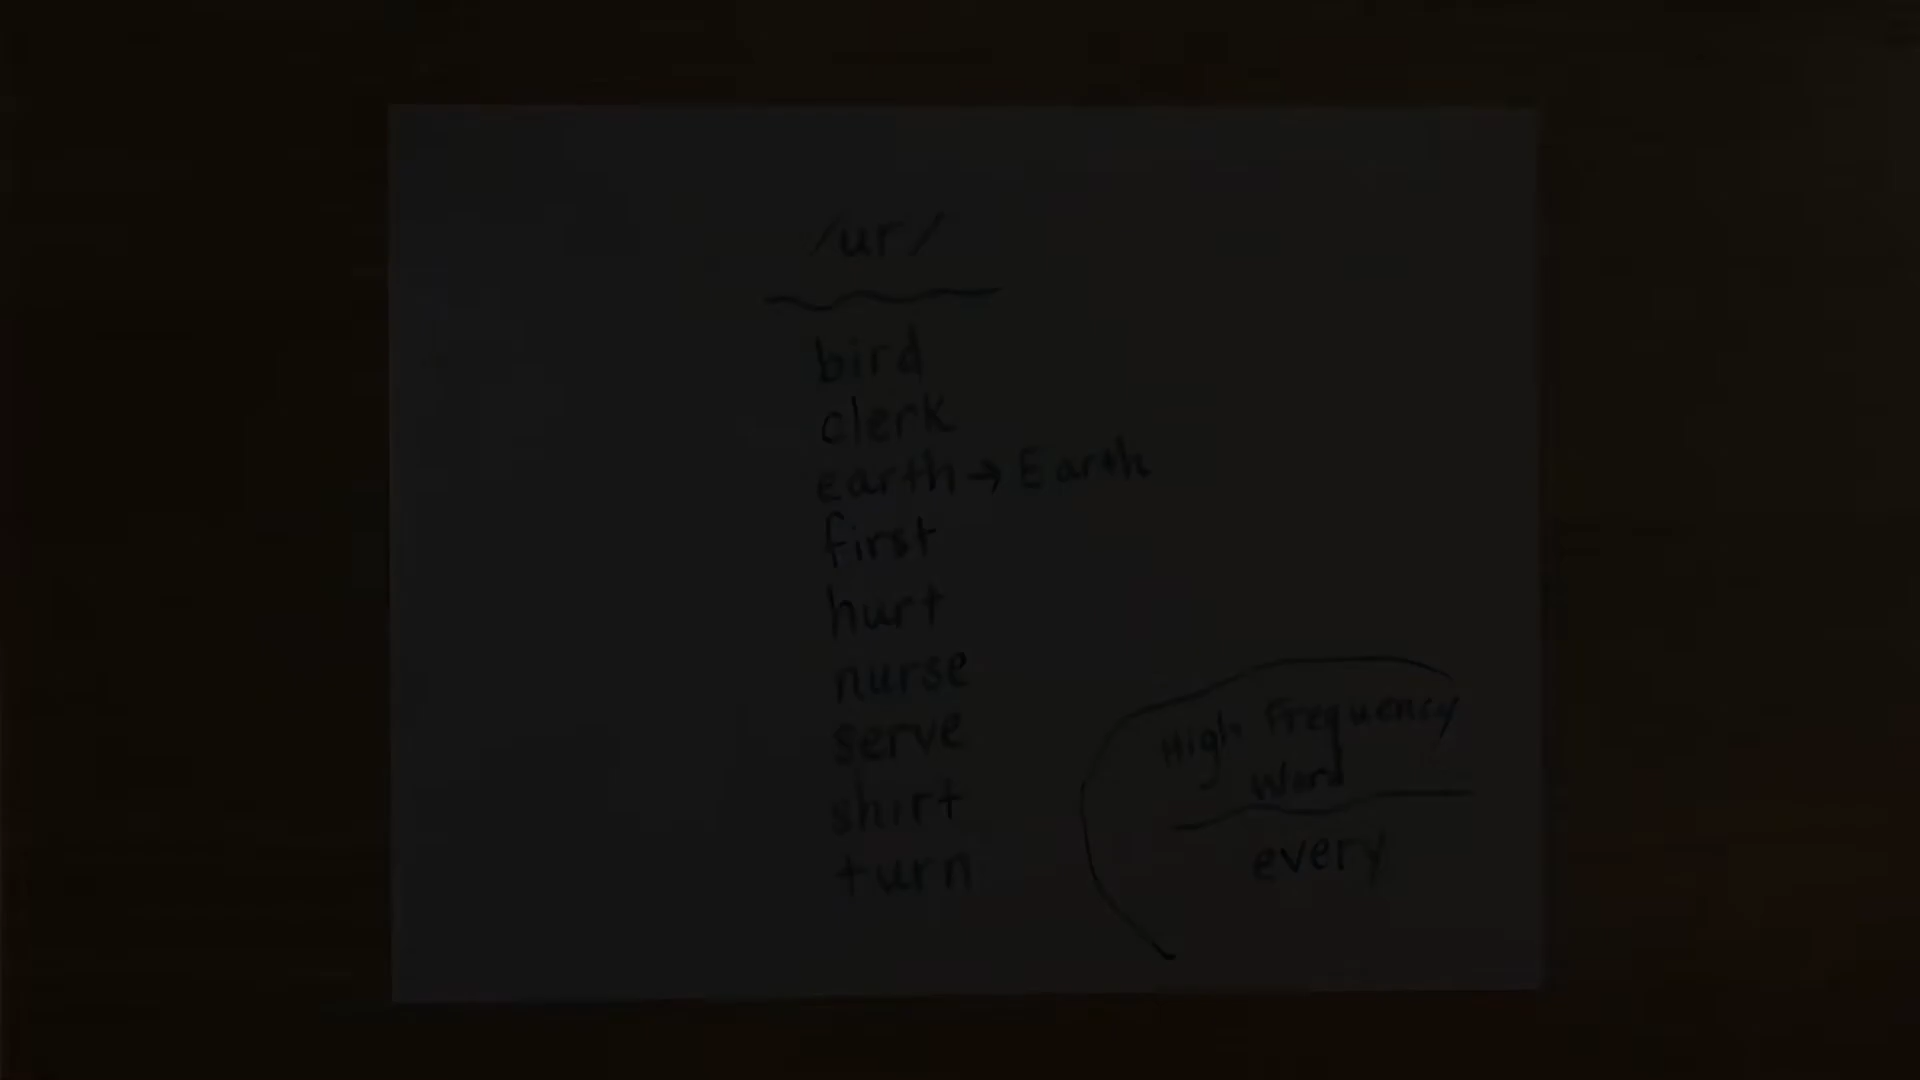 /ur/
bird
clerk
earth → Earth
first
hurt
nurse
serve
shirt
turn
High Frequency
Word
every